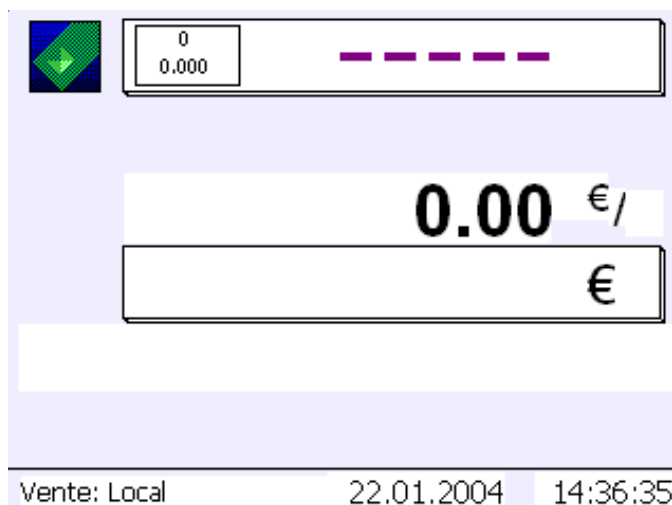 0
0.000
– – – – –
0.00 €/
€
Vente: Local 22.01.2004 14:36:35